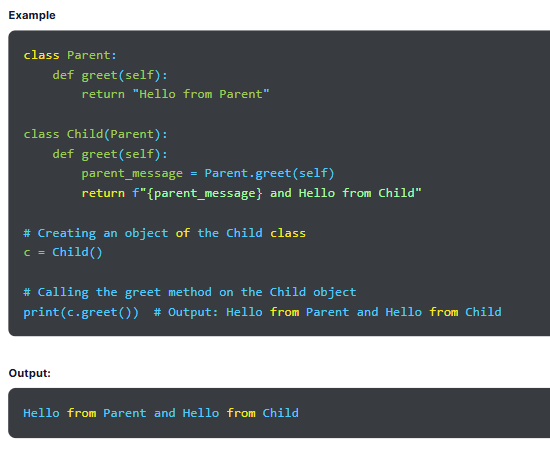 Example
class Parent:
    def greet(self):
        return "Hello from Parent"
class Child(Parent):
    def greet(self):
        parent_message = Parent.greet(self)
        return f"{parent_message} and Hello from Child"
# Creating an object of the Child class
c = Child()
# Calling the greet method on the Child object
print(c.greet())  # Output: Hello from Parent and Hello from Child
Output:
Hello from Parent and Hello from Child